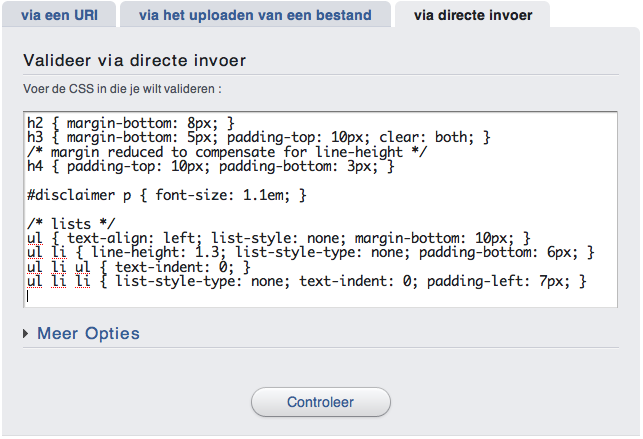 via een URI
via het uploaden van een bestand
via directe invoer
Valideer via directe invoer
Voer de CSS in die je wilt valideren :
h2 { margin-bottom: 8px; }
h3 { margin-bottom: 5px; padding-top: 10px; clear: both; }
/* margin reduced to compensate for line-height */
h4 { padding-top: 10px; padding-bottom: 3px; }
#disclaimer p { font-size: 1.1em; }
/* lists */
ul { text-align: left; list-style: none; margin-bottom: 10px; }
ul li { line-height: 1.3; list-style-type: none; padding-bottom: 6px; }
ul li ul { text-indent: 0; }
ul li li { list-style-type: none; text-indent: 0; padding-left: 7px; }
Meer Opties
Controleer